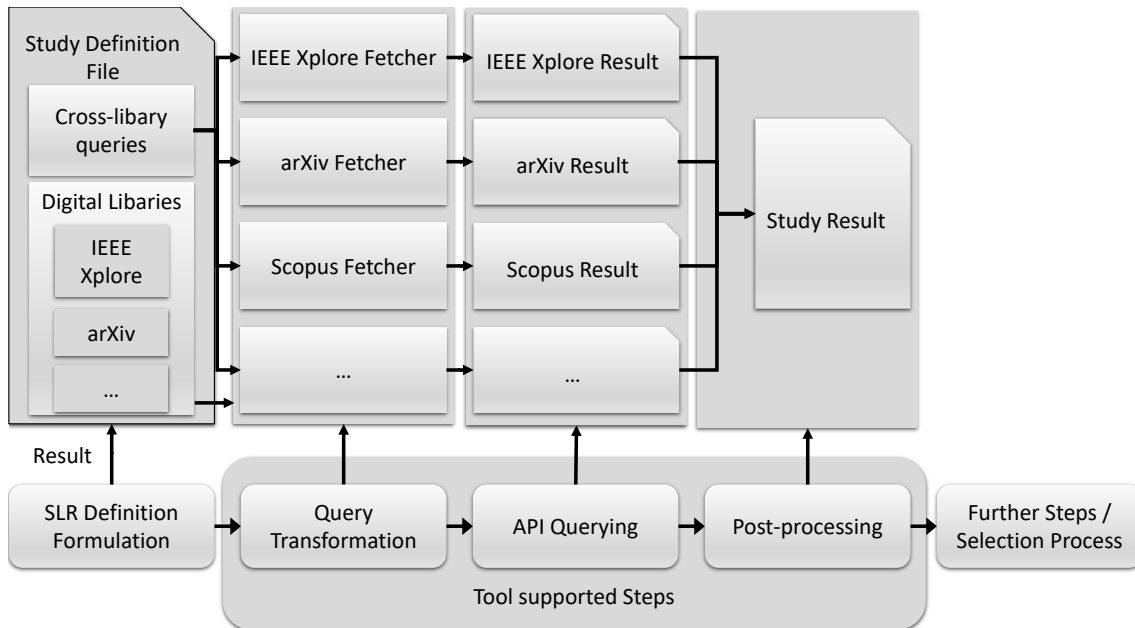 Study Definition
File
Cross-libary
queries
Digital Libaries
IEEE
Xplore
arXiv
...
IEEE Xplore Fetcher
arXiv Fetcher
Scopus Fetcher
...
IEEE Xplore Result
arXiv Result
Scopus Result
...
Study Result
Result
SLR Definition
Formulation
Query
Transformation
API Querying
Post-processing
Further Steps /
Selection Process
Tool supported Steps